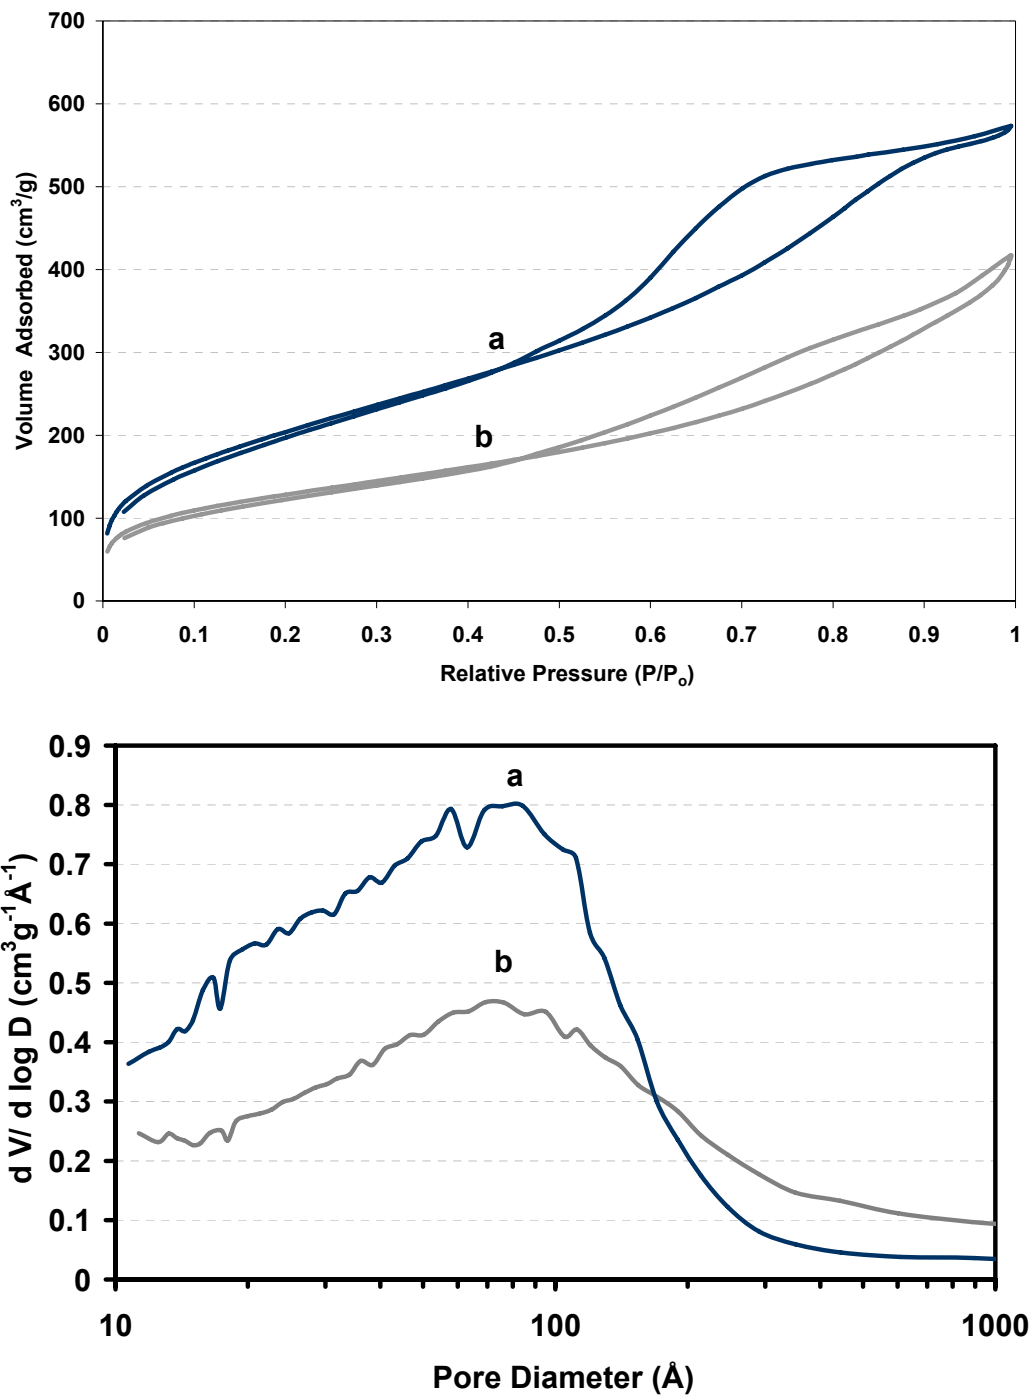 700
600
500
400
300
200
100
0
Volume Adsorbed (cm³/g)
a
b
0 0.1 0.2 0.3 0.4 0.5 0.6 0.7 0.8 0.9 1
Relative Pressure (P/Pₒ)
0.9
0.8
0.7
0.6
0.5
0.4
0.3
0.2
0.1
0
d V/ d log D (cm³g⁻¹Å⁻¹)
a
b
10 100 1000
Pore Diameter (Å)